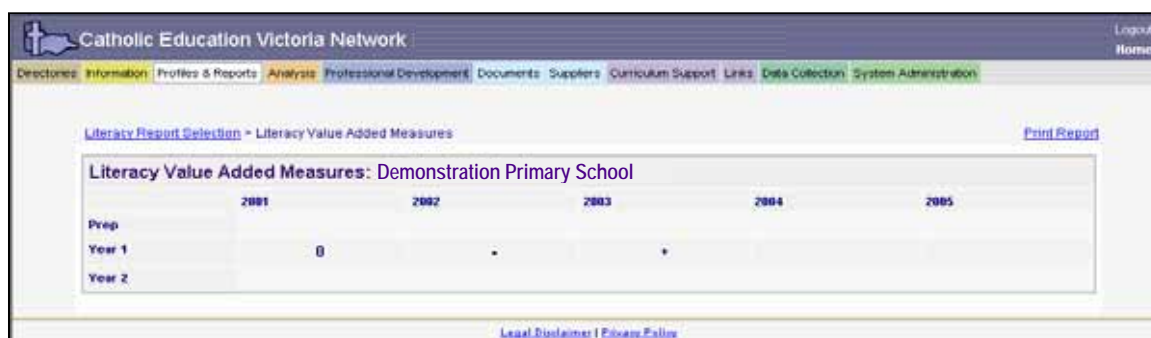 Catholic Education Victoria Network
Logout
Home
Directories Information Profiles & Reports Analysis Professional Development Documents Suppliers Curriculum Support Links Data Collection System Administration
Literacy Report Selection > Literacy Value Added Measures Print Report
Literacy Value Added Measures: Demonstration Primary School
2001 2002 2003 2004 2005
Prep
Year 1 0
Year 2
Legal Disclaimer | Privacy Policy